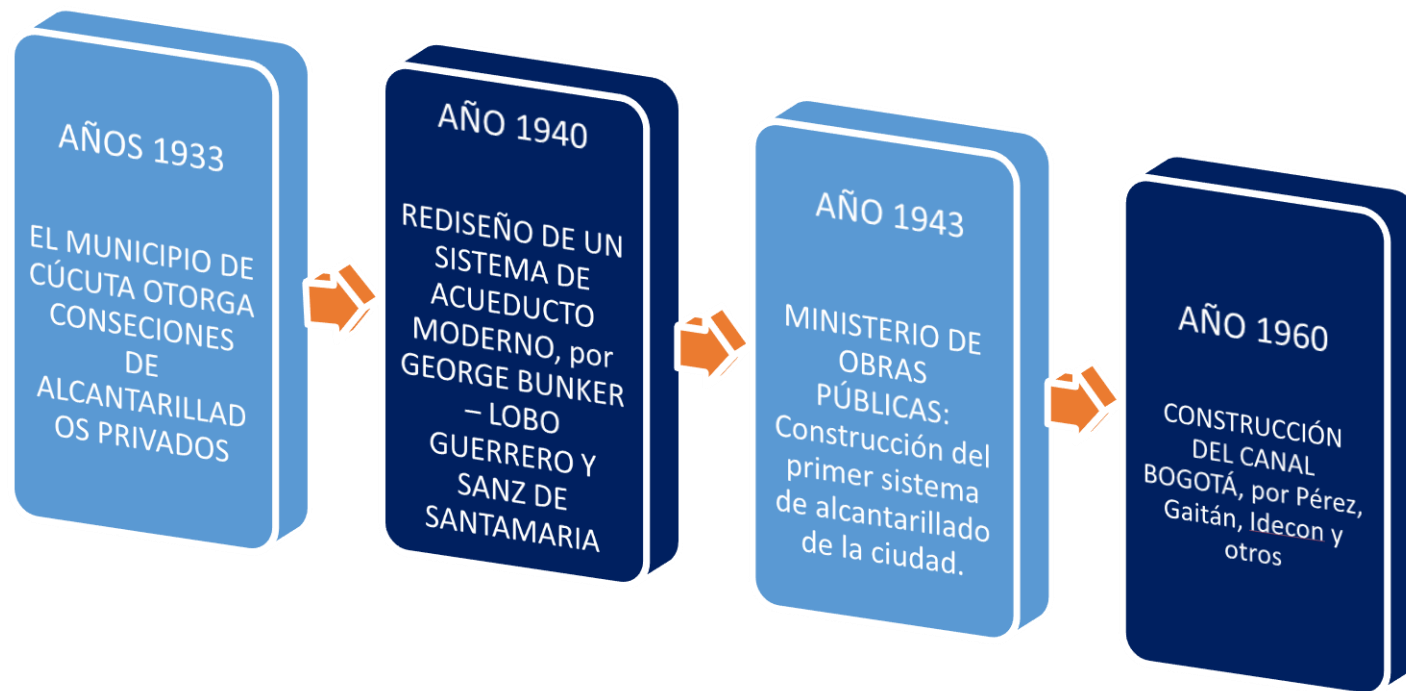 AÑOS 1933
EL MUNICIPIO DE
CÚCUTA OTORGA
CONSECIONES
DE
ALCANTARILLAD
OS PRIVADOS
AÑO 1940
REDISEÑO DE UN
SISTEMA DE
ACUEDUCTO
MODERNO, por
GEORGE BUNKER
– LOBO
GUERRERO Y
SANZ DE
SANTAMARIA
AÑO 1943
MINISTERIO DE
OBRAS
PÚBLICAS:
Construcción del
primer sistema
de alcantarillado
de la ciudad.
AÑO 1960
CONSTRUCCIÓN
DEL CANAL
BOGOTÁ, por Pérez,
Gaitán, Idecon y
otros